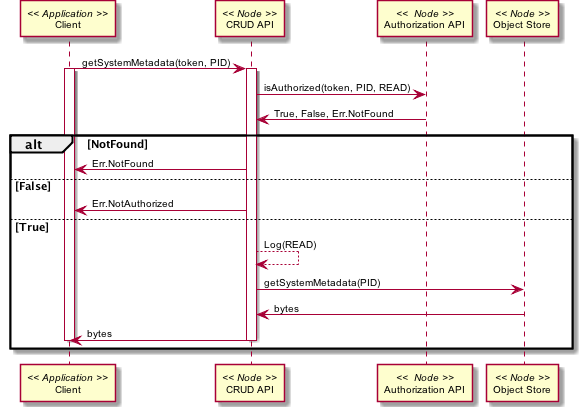 << Application >>
Client
<< Node >>
CRUD API
<< Node >>
Authorization API
<< Node >>
Object Store
getSystemMetadata(token, PID)
isAuthorized(token, PID, READ)
True, False, Err.NotFound
alt
[NotFound]
Err.NotFound
[False]
Err.NotAuthorized
[True]
Log(READ)
getSystemMetadata(PID)
bytes
bytes
<< Application >>
Client
<< Node >>
CRUD API
<< Node >>
Authorization API
<< Node >>
Object Store